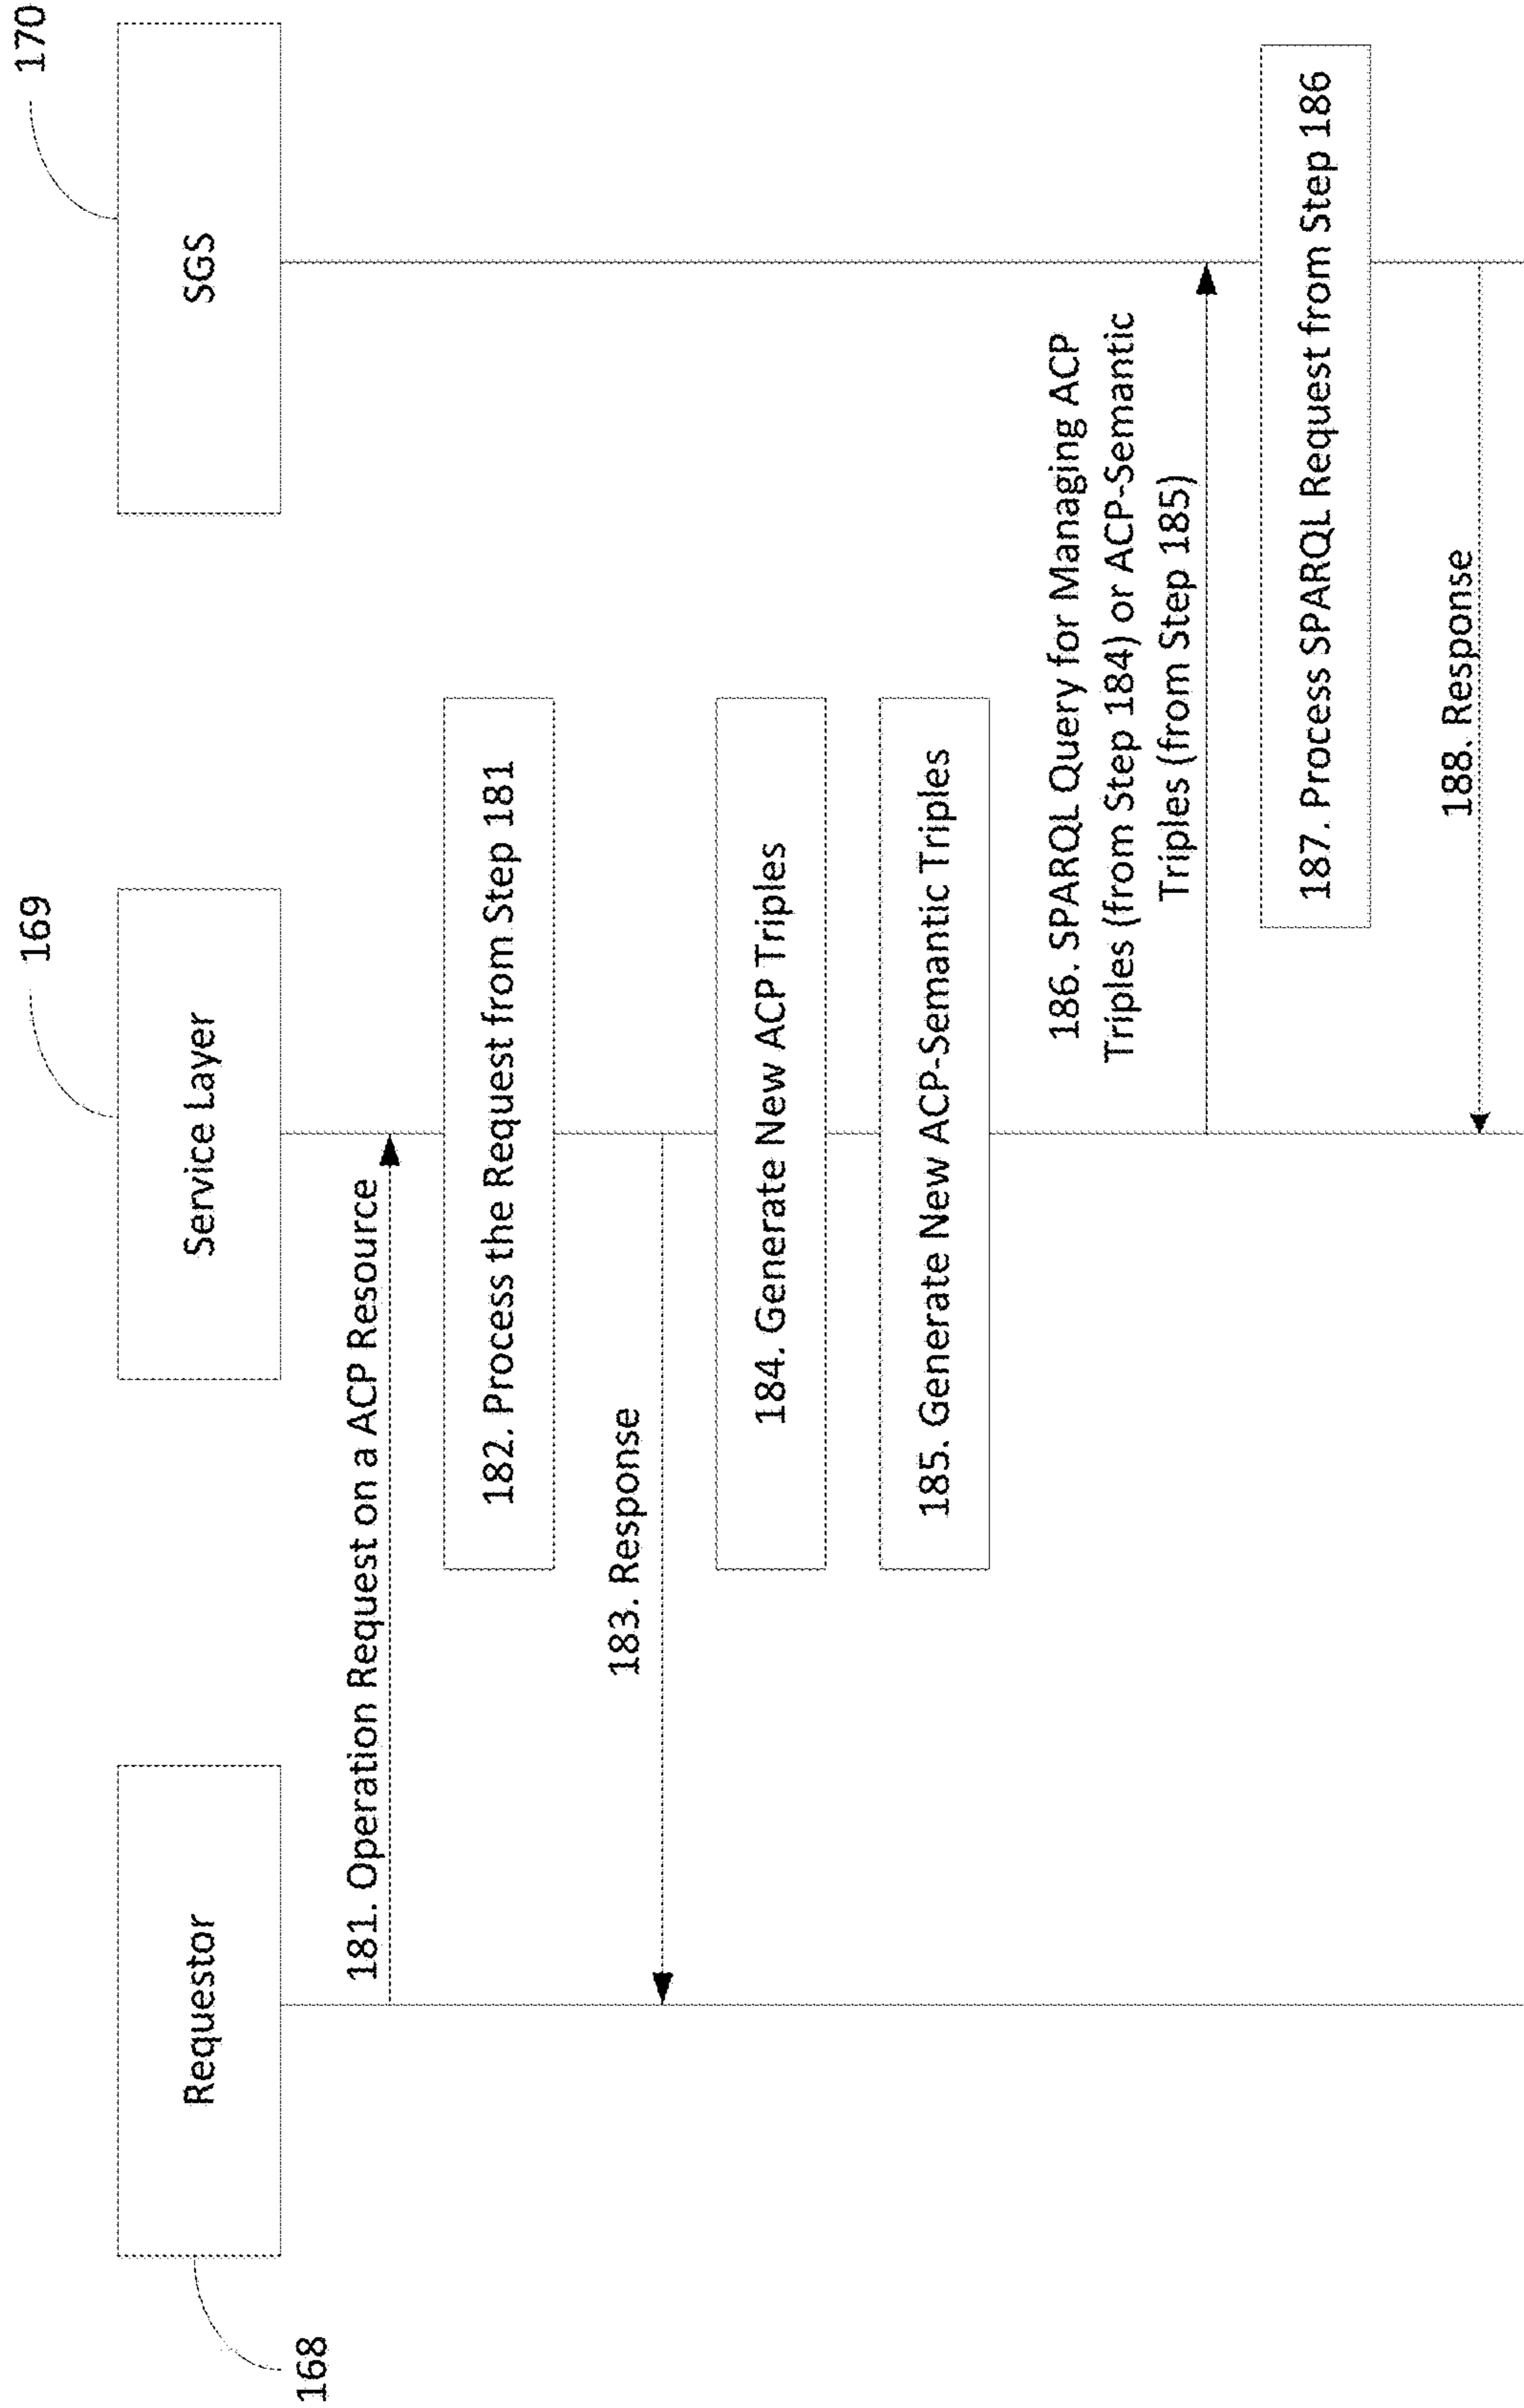 168
Requestor
169
Service Layer
170
SGS
181. Operation Request on a ACP Resource
182. Process the Request from Step 181
183. Response
184. Generate New ACP Triples
185. Generate New ACP-Semantic Triples
186. SPARQL Query for Managing ACP
Triples (from Step 184) or ACP-Semantic
Triples (from Step 185)
187. Process SPARQL Request from Step 186
188. Response